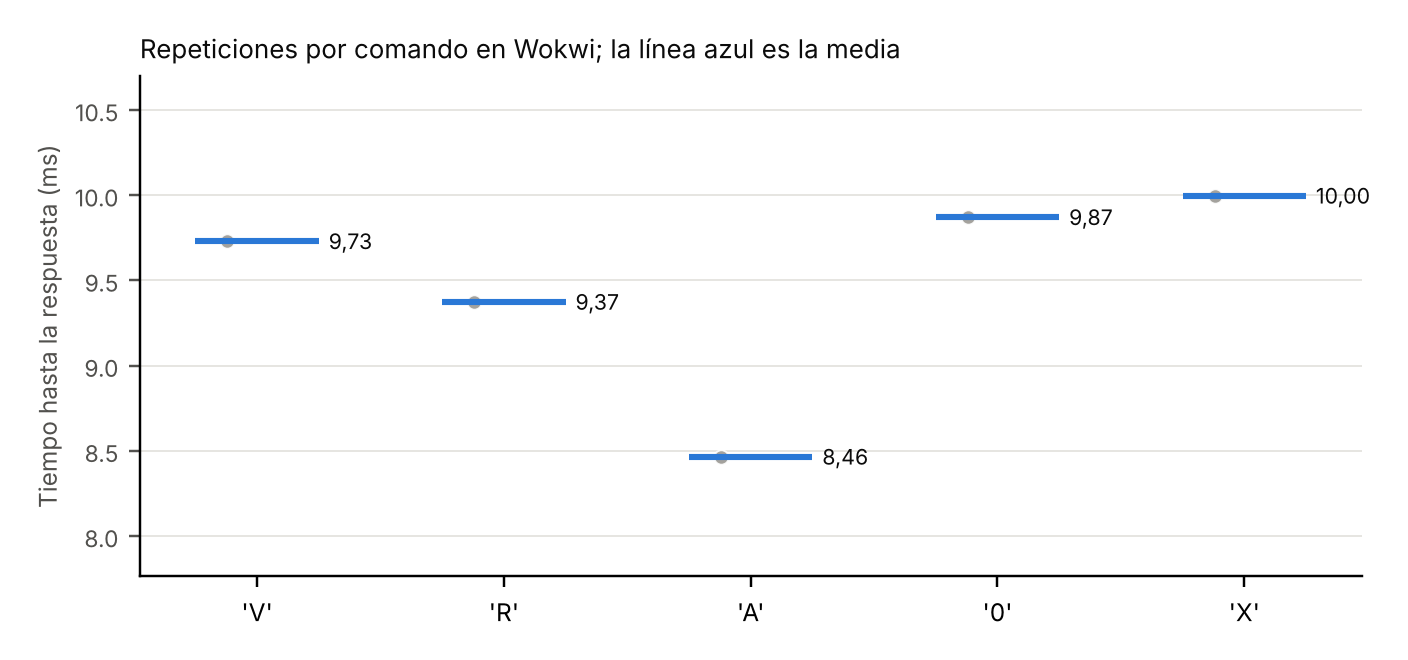 Repeticiones por comando en Wokwi; la línea azul es la media
Tiempo hasta la respuesta (ms)
10.5
10.0
9.5
9.0
8.5
8.0
9,73
9,37
8,46
9,87
10,00
'V'
'R'
'A'
'0'
'X'